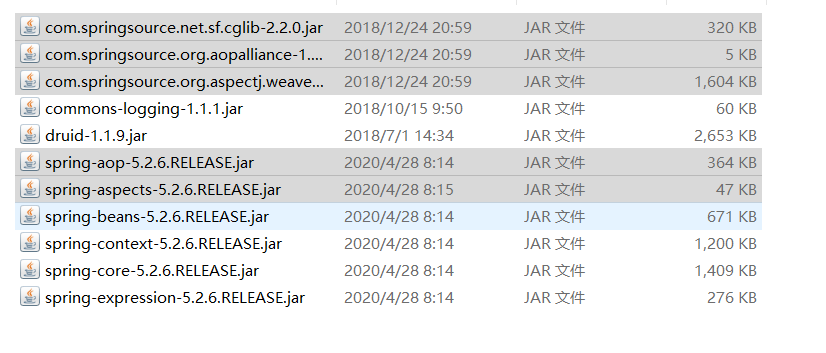 com.springsource.net.sf.cglib-2.2.0.jar 2018/12/24 20:59 JAR 文件 320 KB
com.springsource.org.aopalliance-1.... 2018/12/24 20:59 JAR 文件 5 KB
com.springsource.org.aspectj.weave... 2018/12/24 20:59 JAR 文件 1,604 KB
commons-logging-1.1.1.jar 2018/10/15 9:50 JAR 文件 60 KB
druid-1.1.9.jar 2018/7/1 14:34 JAR 文件 2,653 KB
spring-aop-5.2.6.RELEASE.jar 2020/4/28 8:14 JAR 文件 364 KB
spring-aspects-5.2.6.RELEASE.jar 2020/4/28 8:15 JAR 文件 47 KB
spring-beans-5.2.6.RELEASE.jar 2020/4/28 8:14 JAR 文件 671 KB
spring-context-5.2.6.RELEASE.jar 2020/4/28 8:14 JAR 文件 1,200 KB
spring-core-5.2.6.RELEASE.jar 2020/4/28 8:14 JAR 文件 1,409 KB
spring-expression-5.2.6.RELEASE.jar 2020/4/28 8:14 JAR 文件 276 KB